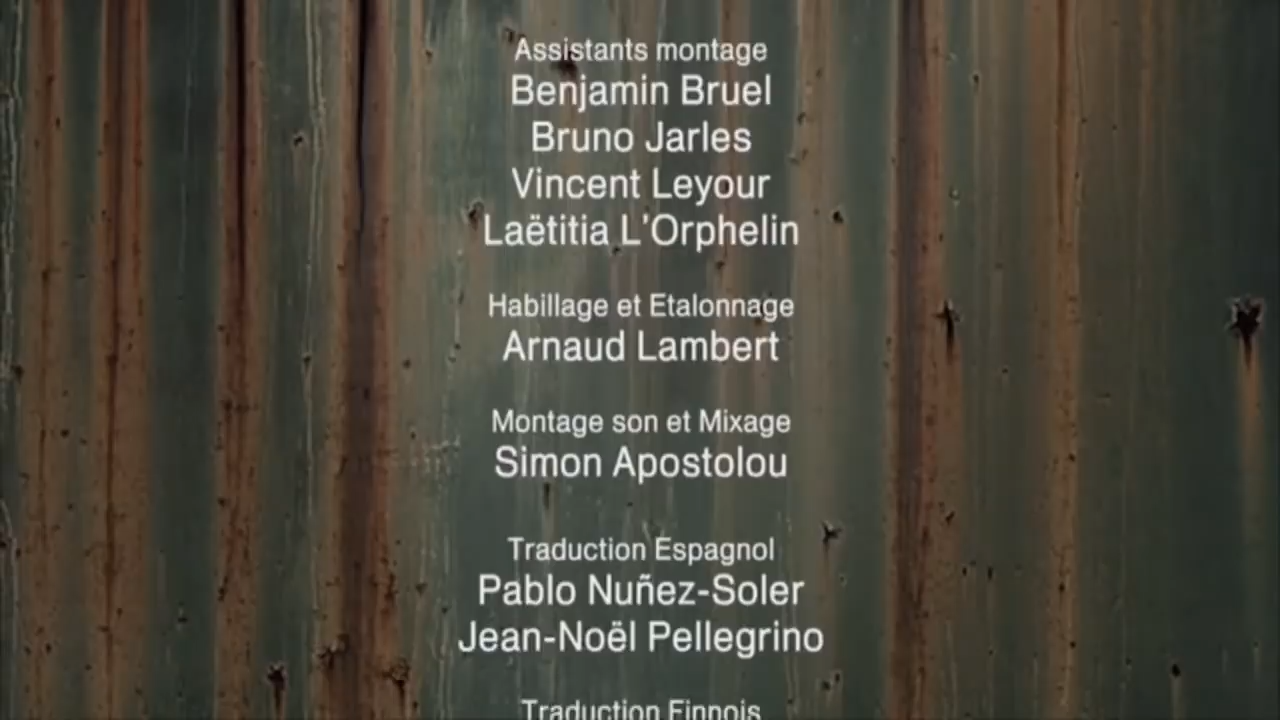 Assistants montage
Benjamin Bruel
Bruno Jarles
Vincent Leyour
Laëtitia L'Orphelin
Habillage et Etalonnage
Arnaud Lambert
Montage son et Mixage
Simon Apostolou
Traduction Espagnol
Pablo Nuñez-Soler
Jean-Noël Pellegrino
Traduction Finnois